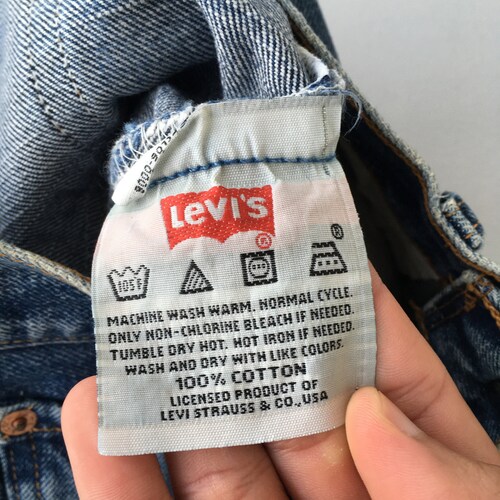 LEVI'S
R
105F
MACHINE WASH WARM. NORMAL CYCLE.
ONLY NON-CHLORINE BLEACH IF NEEDED.
TUMBLE DRY HOT. HOT IRON IF NEEDED.
WASH AND DRY WITH LIKE COLORS.
100% COTTON
LICENSED PRODUCT OF
LEVI STRAUSS & CO., USA